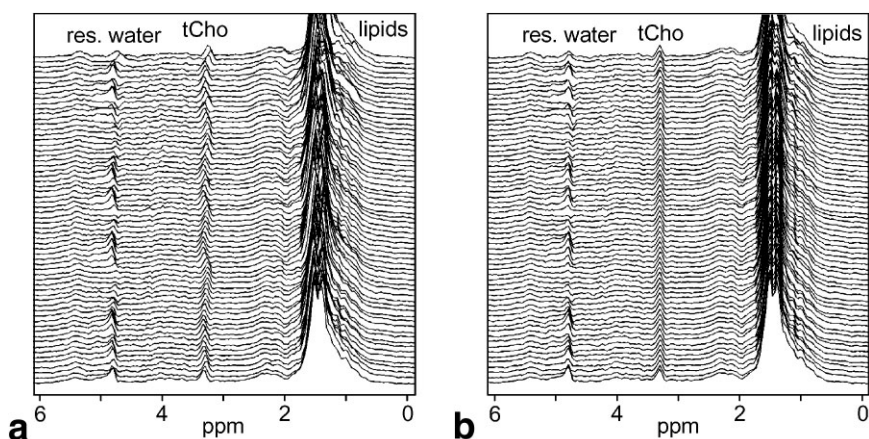 res. water tCho lipids
6 4 2 0
ppm
a
res. water tCho lipids
6 4 2 0
ppm
b